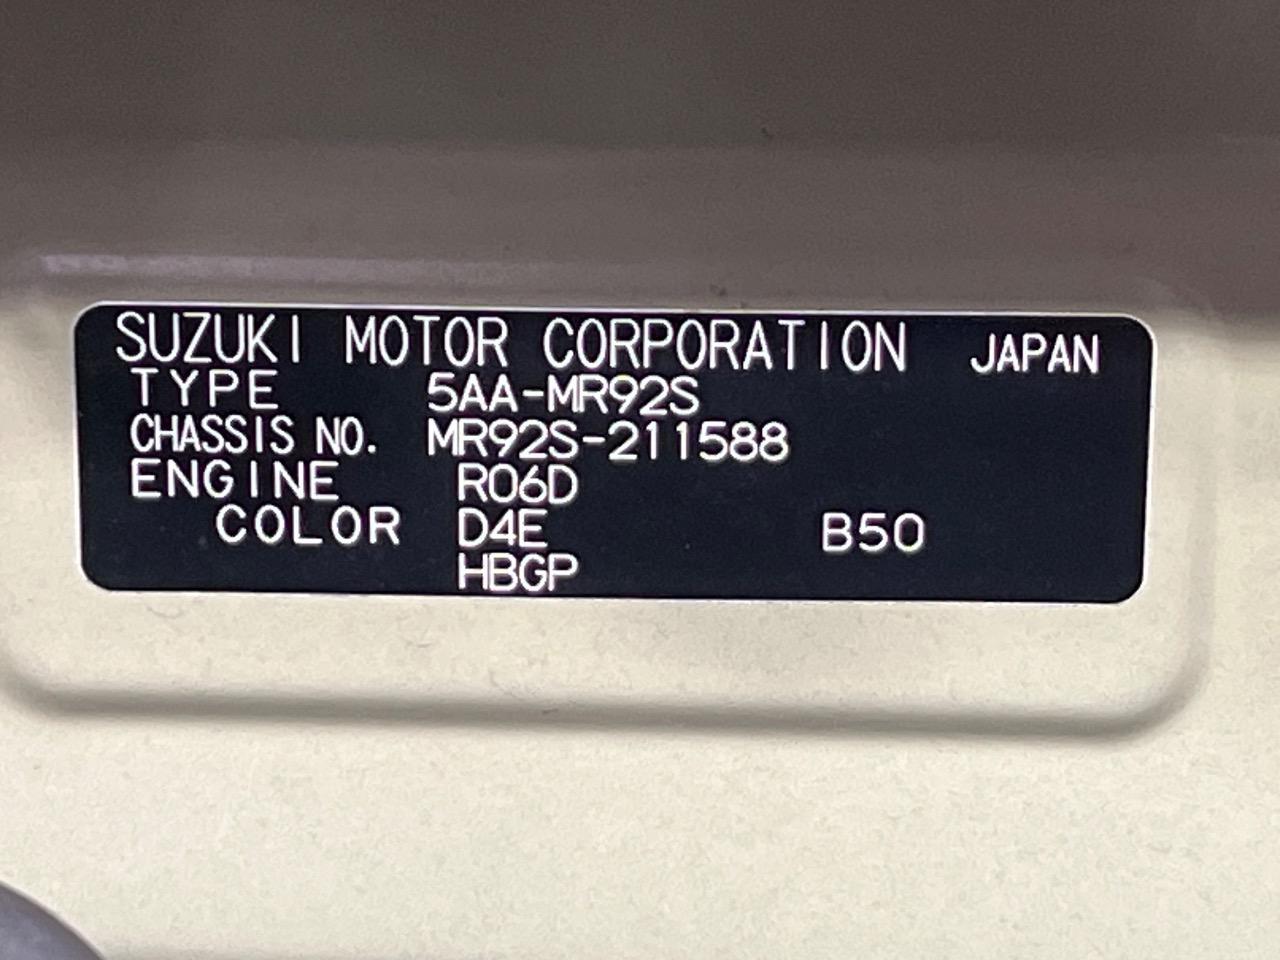 SUZUKI MOTOR CORPORATION JAPAN
TYPE 5AA-MR92S
CHASSIS NO. MR92S-211588
ENGINE R06D
COLOR D4E B50
HBGP